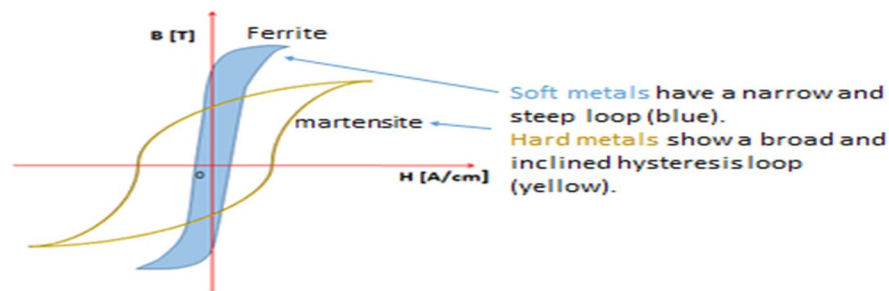 B [T]
Ferrite
Soft metals have a narrow and
steep loop (blue).
martensite
Hard metals show a broad and
inclined hysteresis loop
(yellow).
o
H [A/cm]